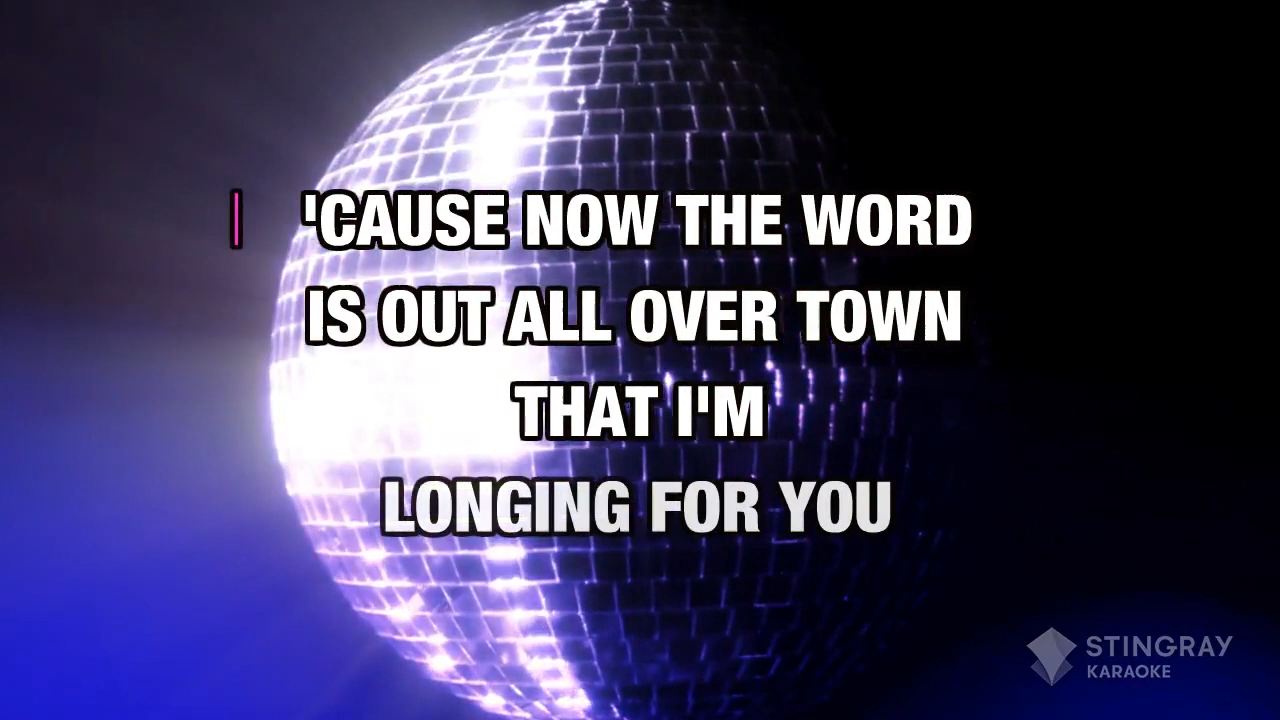 'CAUSE NOW THE WORD
IS OUT ALL OVER TOWN
THAT I'M
LONGING FOR YOU
STINGRAY
KARAOKE